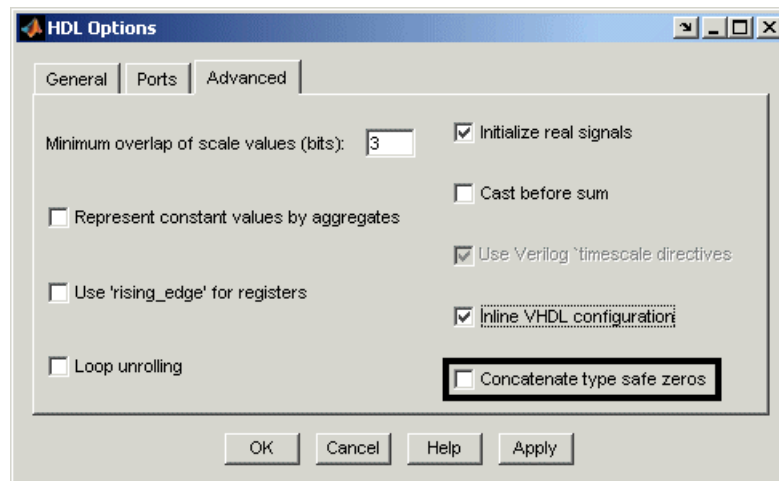 HDL Options
General Ports Advanced
Minimum overlap of scale values (bits): 3
Represent constant values by aggregates
Use 'rising_edge' for registers
Loop unrolling
Initialize real signals
Cast before sum
Use Verilog `timescale directives
Inline VHDL configuration
Concatenate type safe zeros
OK Cancel Help Apply